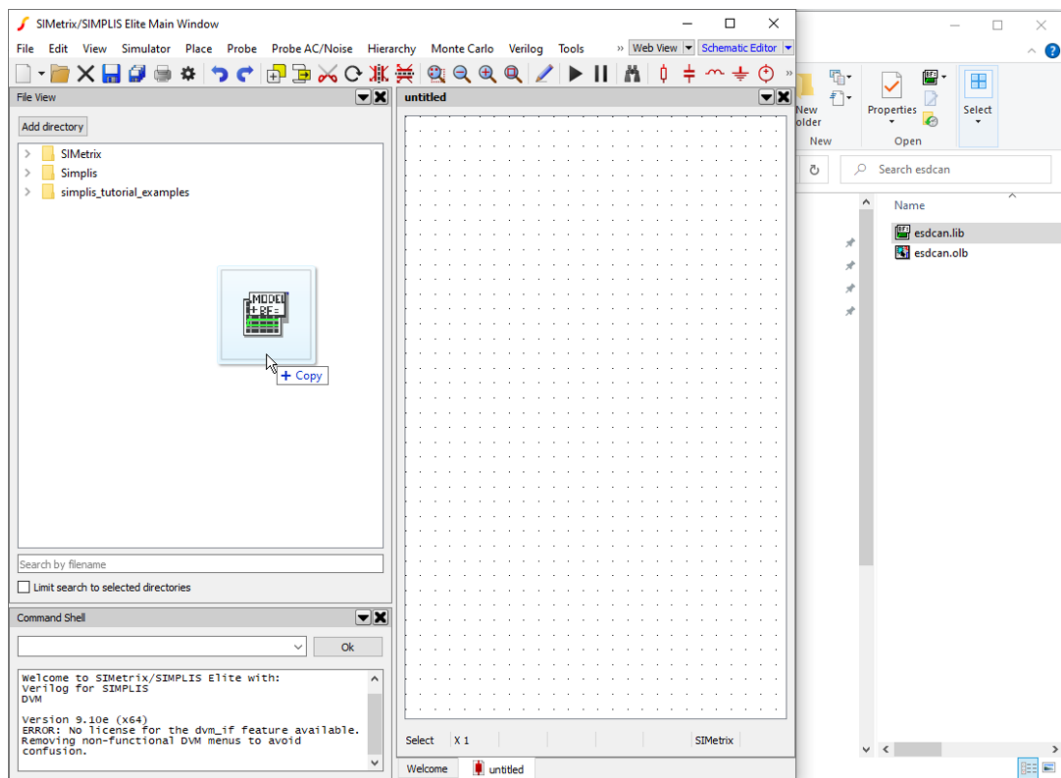 SIMetrix/SIMPLIS Elite Main Window
File Edit View Simulator Place Probe Probe AC/Noise Hierarchy Monte Carlo Verilog Tools » Web View Schematic Editor
»
File View
Add directory
SIMetrix
Simplis
simplis_tutorial_examples
MODEL
+ BF=
+ Copy
Search by filename
Limit search to selected directories
Command Shell
Ok
Welcome to SIMetrix/SIMPLIS Elite with:
Verilog for SIMPLIS
DVM
Version 9.10e (x64)
ERROR: No license for the dvm_if feature available.
Removing non-functional DVM menus to avoid
confusion.
untitled
Select X 1 SIMetrix
Welcome untitled
New
older
New
Properties
Open
Select
Search esdcan
Name
esdcan.lib
esdcan.olb